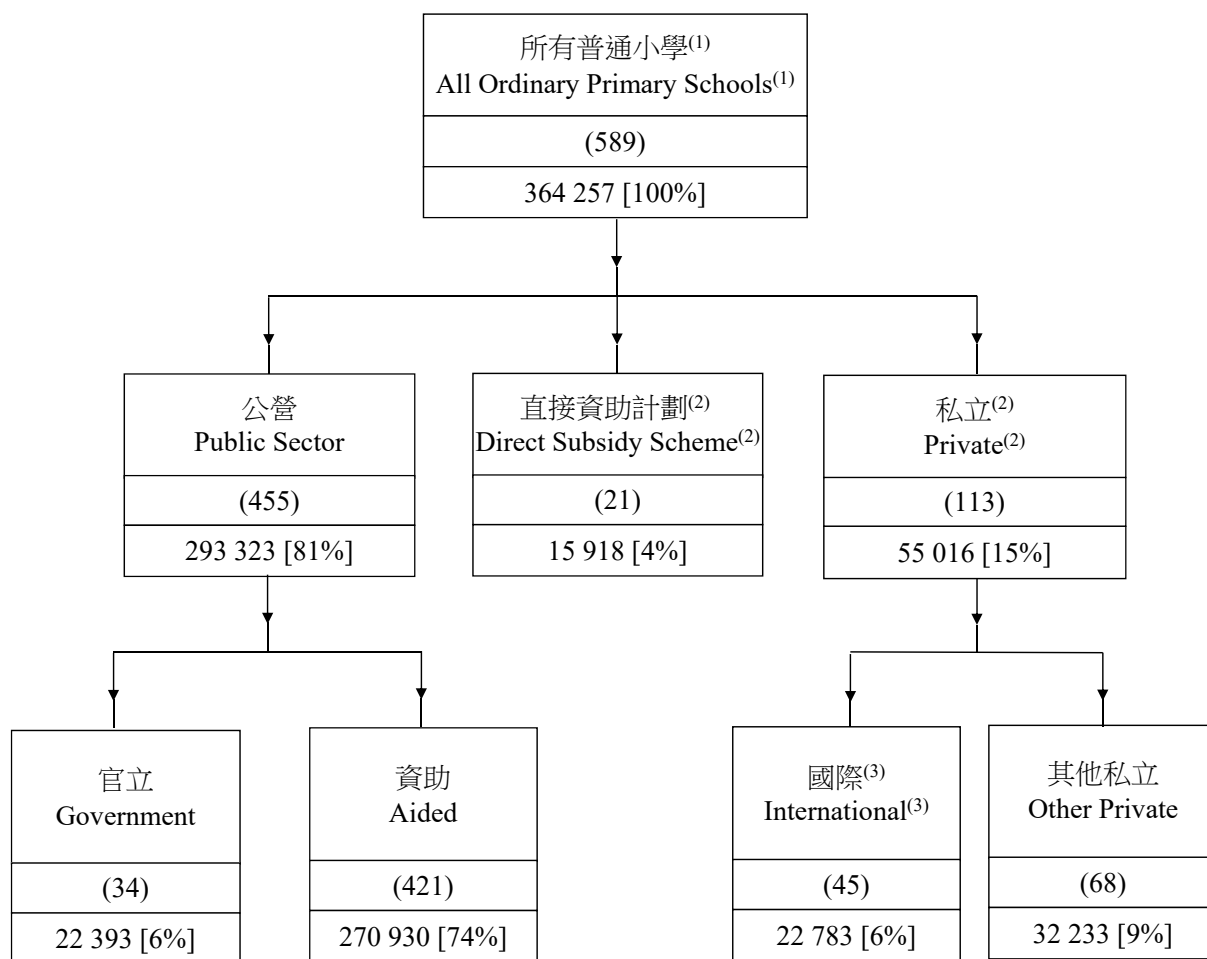 所有普通小學(1)
All Ordinary Primary Schools(1)
(589)
364 257 [100%]
公營
Public Sector
(455)
293 323 [81%]
直接資助計劃(2)
Direct Subsidy Scheme(2)
(21)
15 918 [4%]
私立(2)
Private(2)
(113)
55 016 [15%]
官立
Government
(34)
22 393 [6%]
資助
Aided
(421)
270 930 [74%]
國際(3)
International(3)
(45)
22 783 [6%]
其他私立
Other Private
(68)
32 233 [9%]